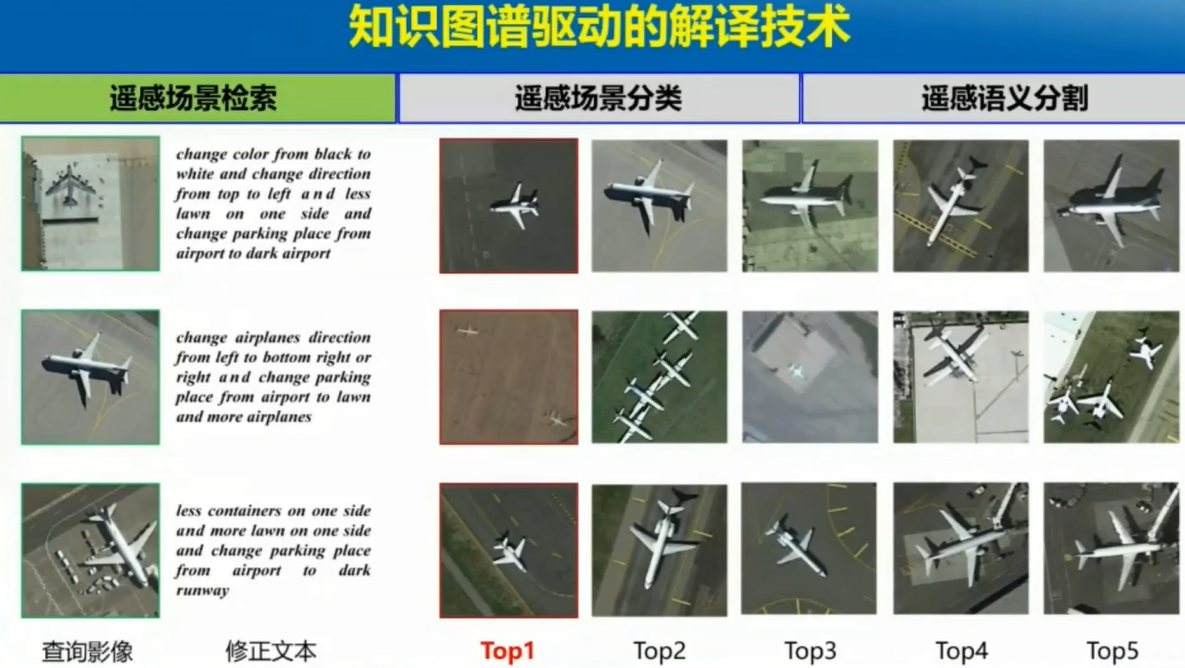 知识图谱驱动的解译技术
遥感场景检索
遥感场景分类
遥感语义分割
change color from black to
white and change direction
from top to left and less
lawn on one side and
change parking place from
airport to dark airport
change airplanes direction
from left to bottom right or
right and change parking
place from airport to lawn
and more airplanes
less containers on one side
and more lawn on one side
and change parking place
from airport to dark
runway
查询影像
修正文本
Top1
Top2
Top3
Top4
Top5